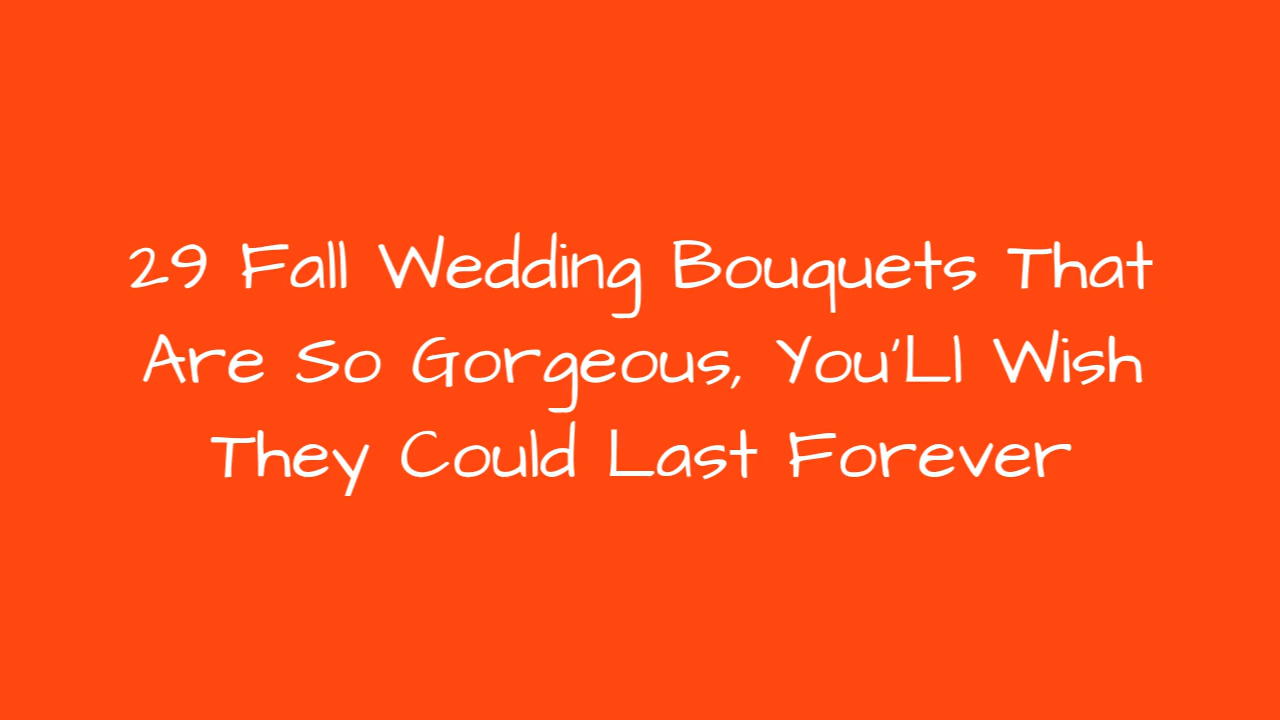 29 Fall Wedding Bouquets That
Are So Gorgeous, You'Ll Wish
They Could Last Forever